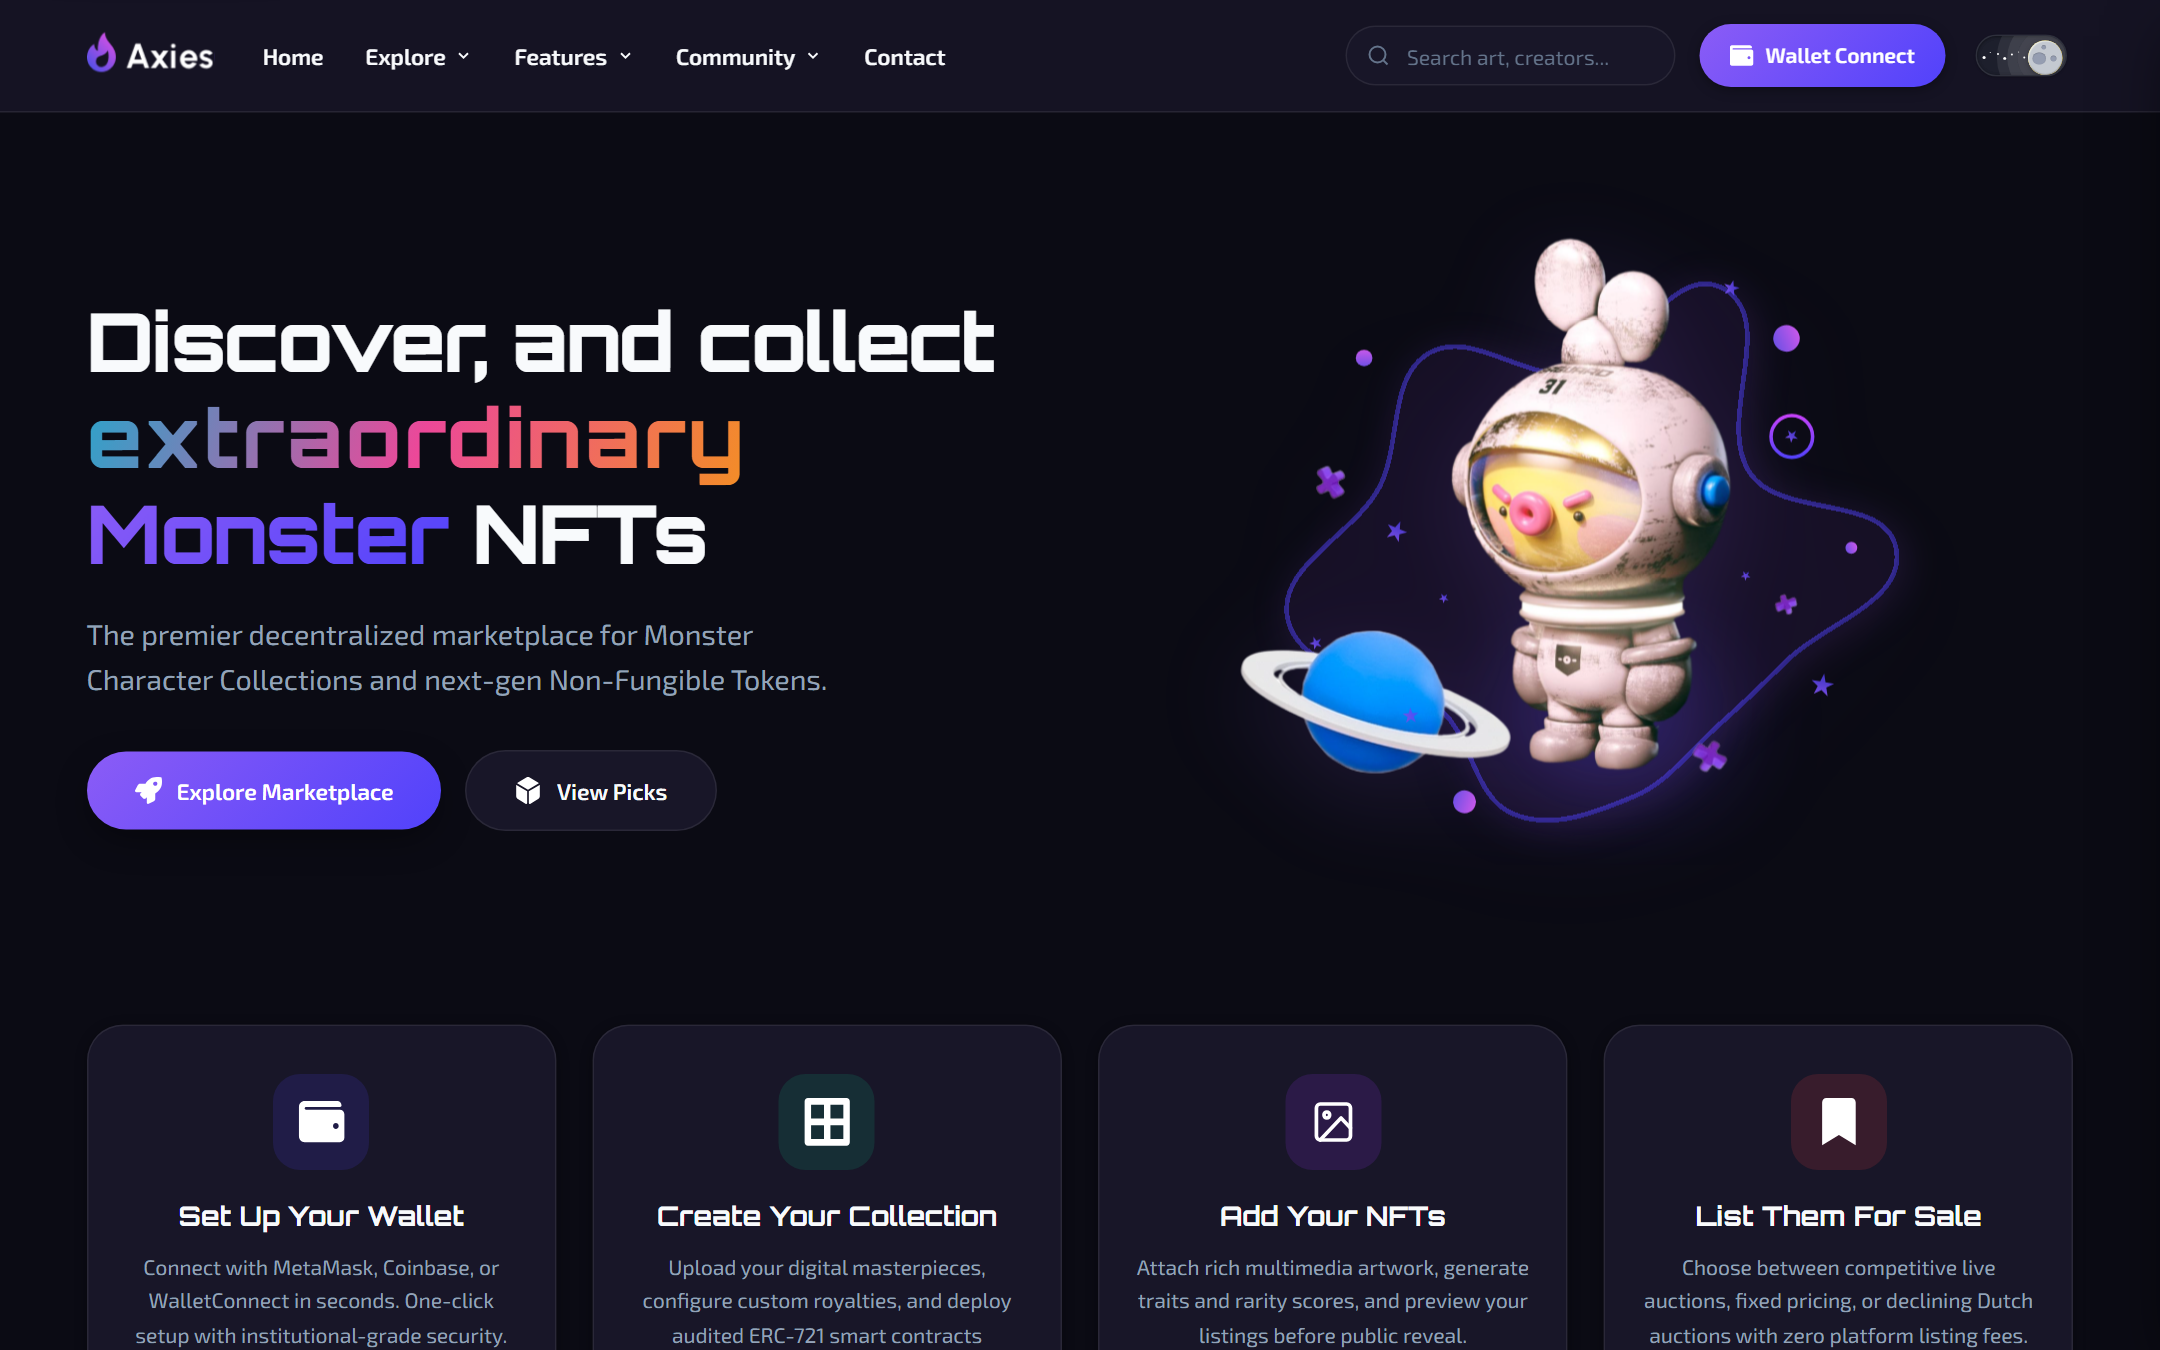 Axies
Home
Explore
Features
Community
Contact
Search art, creators...
Wallet Connect
Discover, and collect
extraordinary
Monster NFTs
The premier decentralized marketplace for Monster
Character Collections and next-gen Non-Fungible Tokens.
Explore Marketplace
View Picks
31
Set Up Your Wallet
Connect with MetaMask, Coinbase, or
WalletConnect in seconds. One-click
setup with institutional-grade security.
Create Your Collection
Upload your digital masterpieces,
configure custom royalties, and deploy
audited ERC-721 smart contracts
Add Your NFTs
Attach rich multimedia artwork, generate
traits and rarity scores, and preview your
listings before public reveal.
List Them For Sale
Choose between competitive live
auctions, fixed pricing, or declining Dutch
auctions with zero platform listing fees.